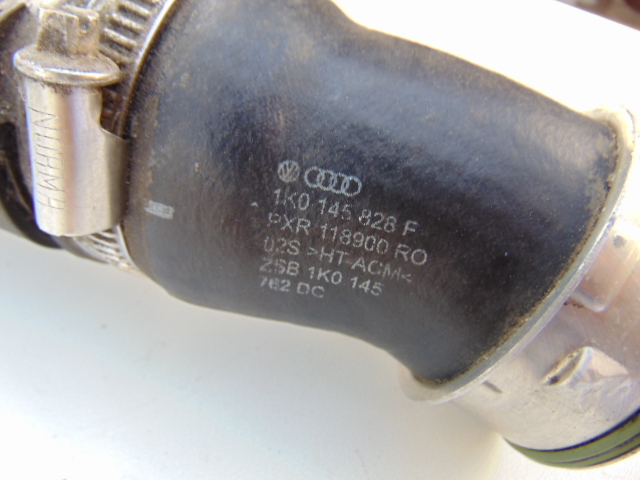 1K0 145 828 F
PXR 118900 RO
02S >HT-ACM<
ZSB 1K0 145
762 DC
NORMA